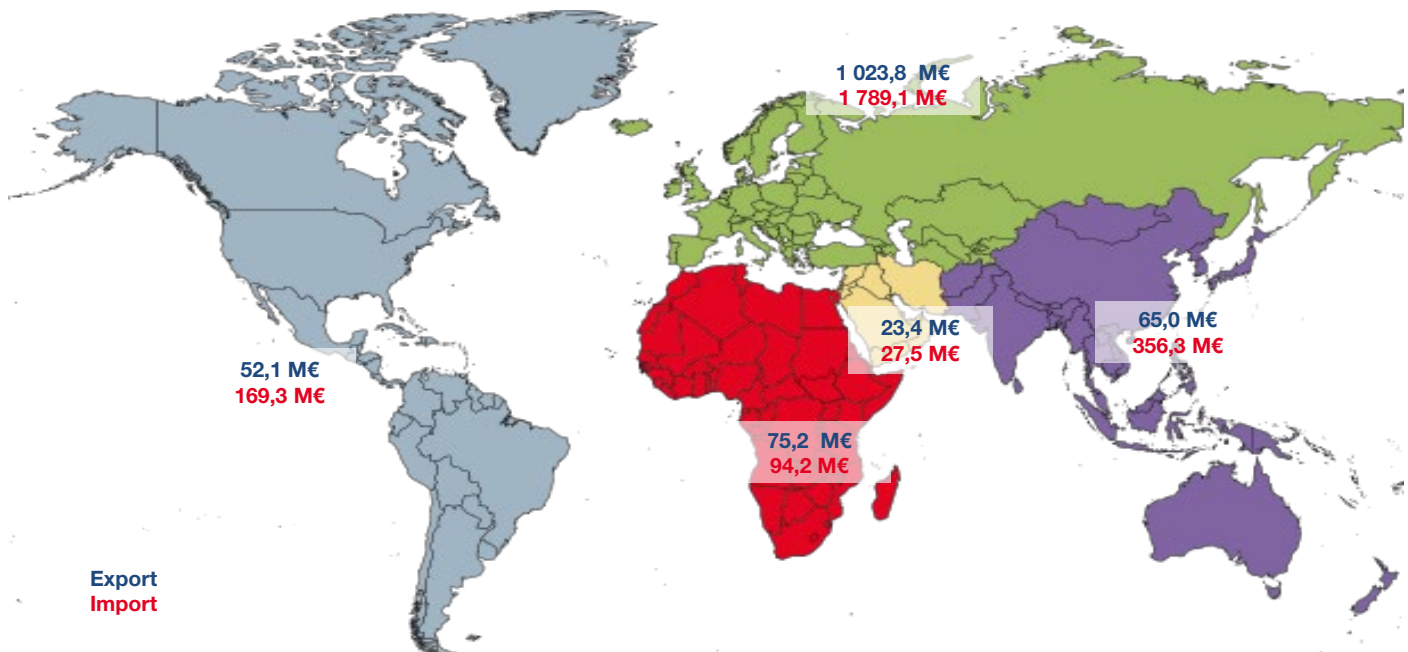 1 023,8 M€
1 789,1 M€
23,4 M€
27,5 M€
65,0 M€
356,3 M€
52,1 M€
169,3 M€
75,2 M€
94,2 M€
Export
Import